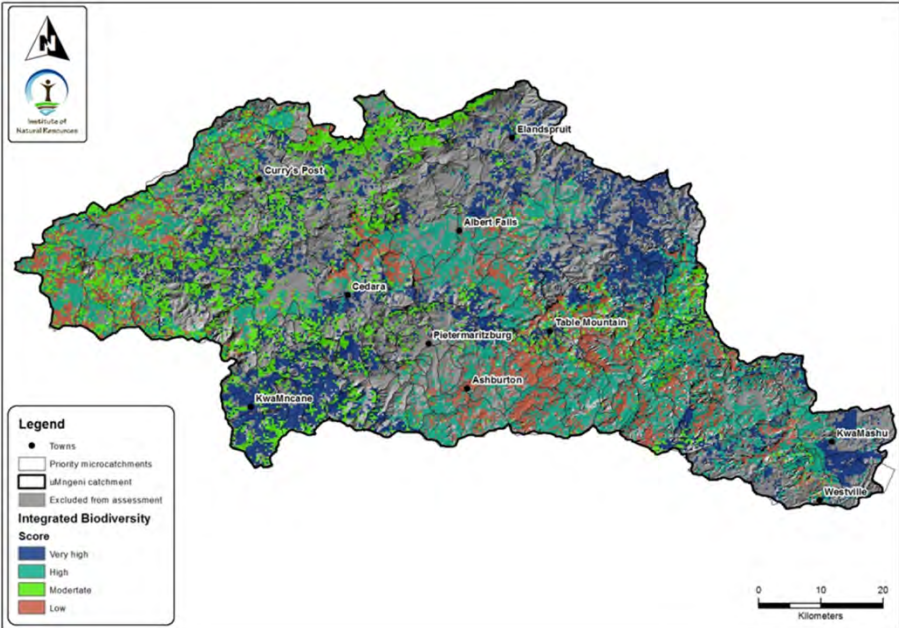 N
Institute of
Natural Resources
Elandspruit
Curry's Post
Albert Falls
Cedara
Table Mountain
Pietermaritzburg
Ashburton
KwaMncane
KwaMashu
Westville
Legend
Towns
Priority microcatchments
uMngeni catchment
Excluded from assessment
Integrated Biodiversity
Score
Very high
High
Modertate
Low
0 10 20
Kilometers